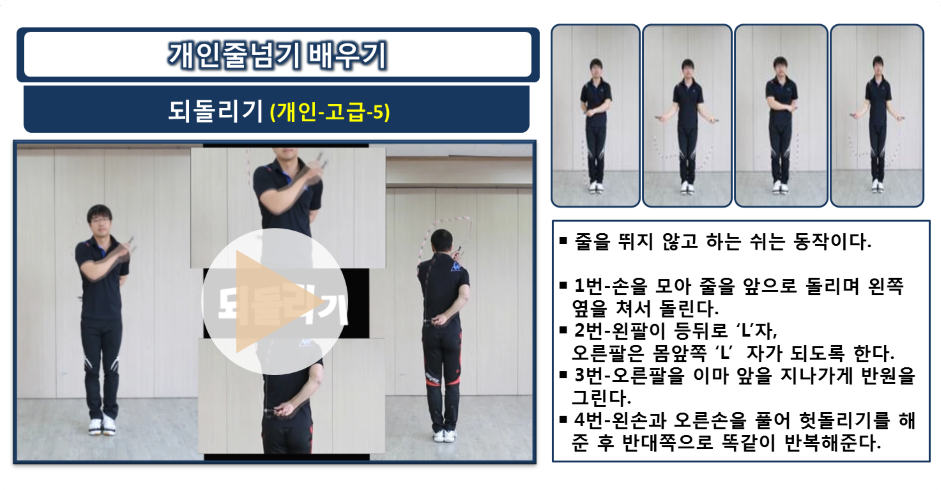 개인줄넘기 배우기
되돌리기 (개인-고급-5)
되돌리기
▪ 줄을 뛰지 않고 하는 쉬는 동작이다.
▪ 1번-손을 모아 줄을 앞으로 돌리며 왼쪽
옆을 쳐서 돌린다.
▪ 2번-왼팔이 등뒤로 ‘L’자,
오른팔은 몸앞쪽 ‘L’ 자가 되도록 한다.
▪ 3번-오른팔을 이마 앞을 지나가게 반원을
그린다.
▪ 4번-왼손과 오른손을 풀어 헛돌리기를 해
준 후 반대쪽으로 똑같이 반복해준다.